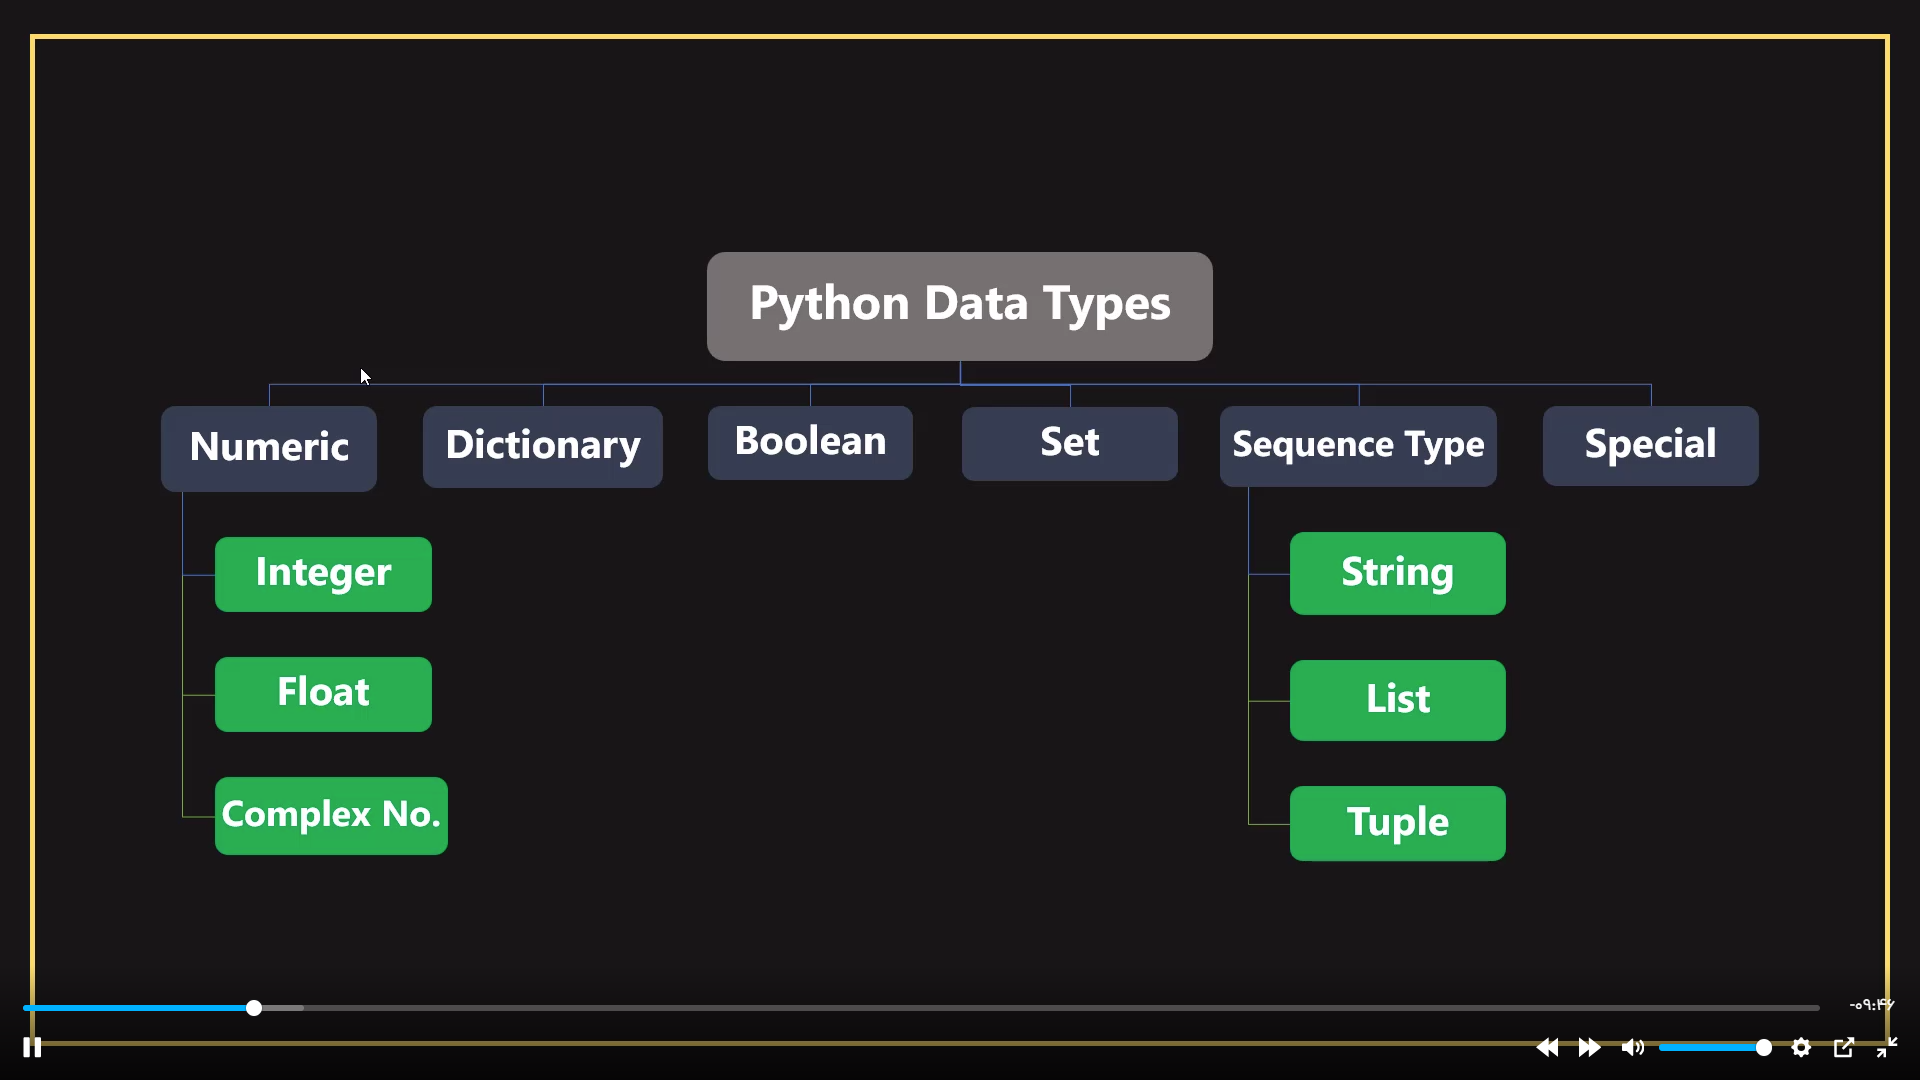 Python Data Types
Numeric
Dictionary
Boolean
Set
Sequence Type
Special
Integer
Float
Complex No.
String
List
Tuple
-۰۹:۴۶